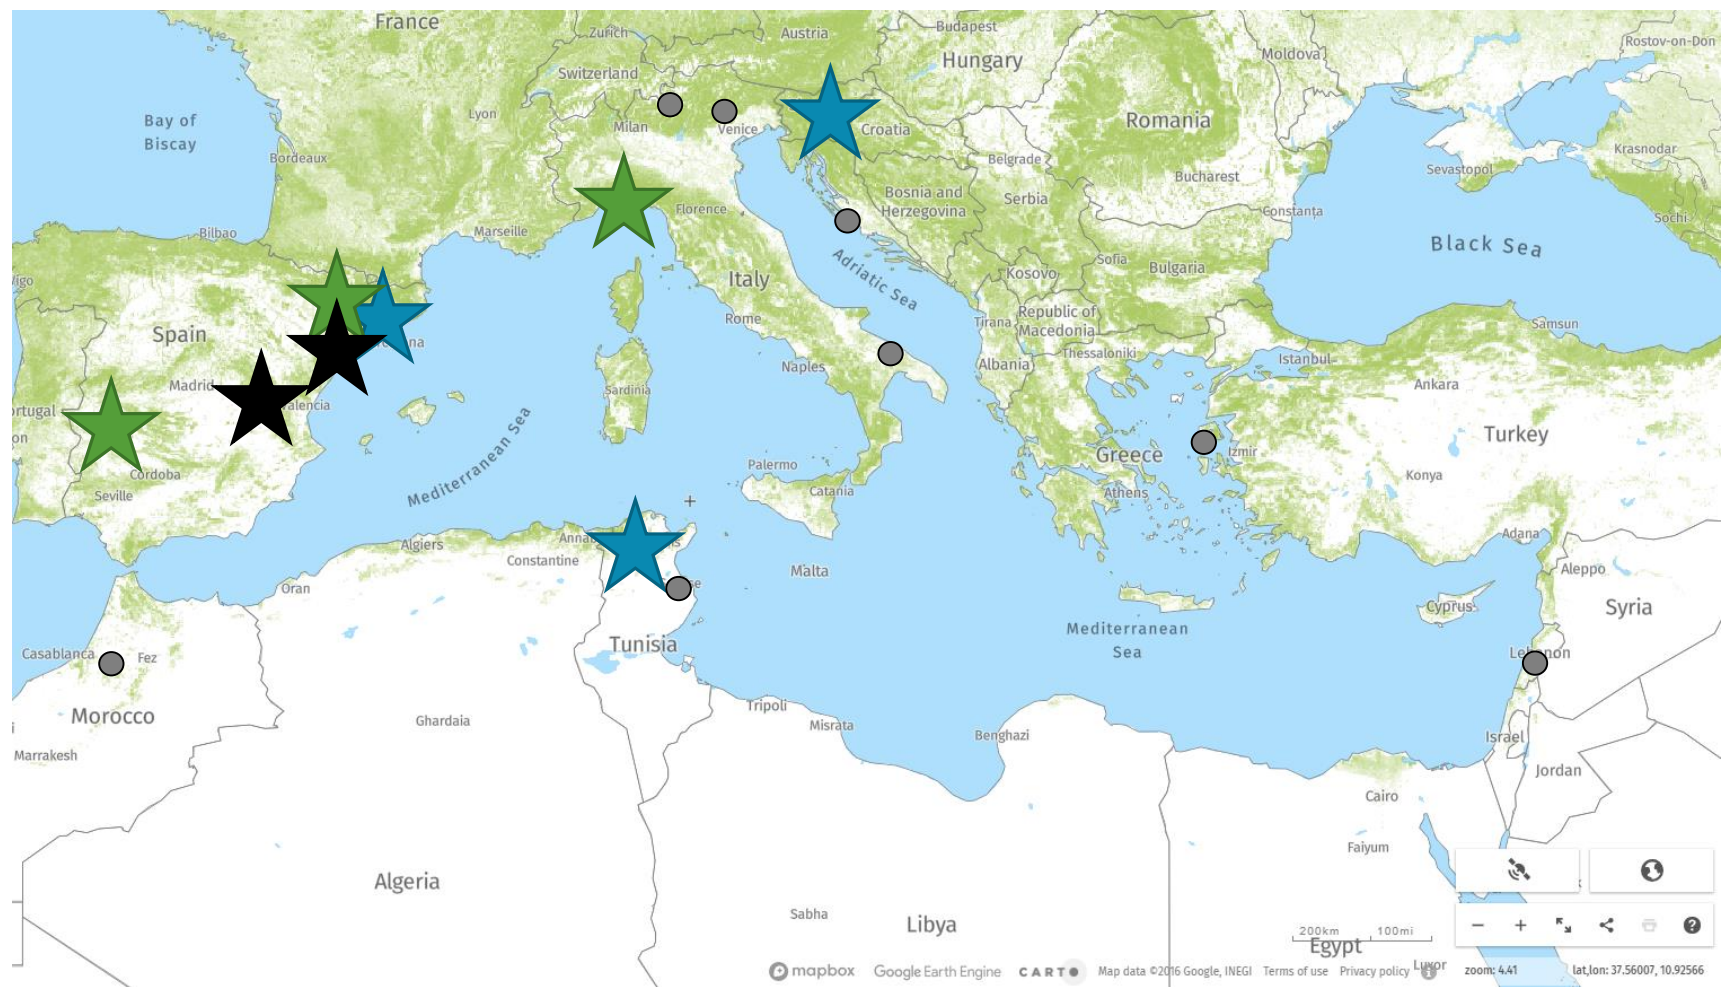 France
Zurich
Austria
Budapest
Hungary
Moldova
Rostov-on-Don
Switzerland
Bay of
Biscay
Lyon
Milan
Venice
Croatia
Romania
Krasnodar
Bordeaux
Belgrade
Sevastopol
Bucharest
Bosnia and
Herzegovina
Serbia
Constanța
Sochi
Bilbao
Marseille
Florence
Black Sea
Adriatic Sea
Kosovo
Sofia
Bulgaria
Italy
Spain
Rome
Tirana
Republic of
Macedonia
Samsun
Albania
Thessaloniki
Istanbul
Madrid
Naples
Sardinia
Ankara
Mediterranean Sea
Turkey
Cordoba
Palermo
Greece
Izmir
Konya
Seville
Catania
Athens
Algiers
Constantine
Adana
Malta
Aleppo
Oran
Cyprus
Syria
Mediterranean
Sea
Tunisia
Casablanca
Fez
Morocco
Ghardaia
Tripoli
Misrata
Benghazi
Israel
Marrakesh
Jordan
Cairo
Faiyum
Algeria
Sabha
Libya
200km
100mi
Egypt
mapbox
Google Earth Engine
CARTO
Map data ©2016 Google, INEGI
Terms of use
Privacy policy
zoom: 4.41
lat,lon: 37.56007, 10.92566